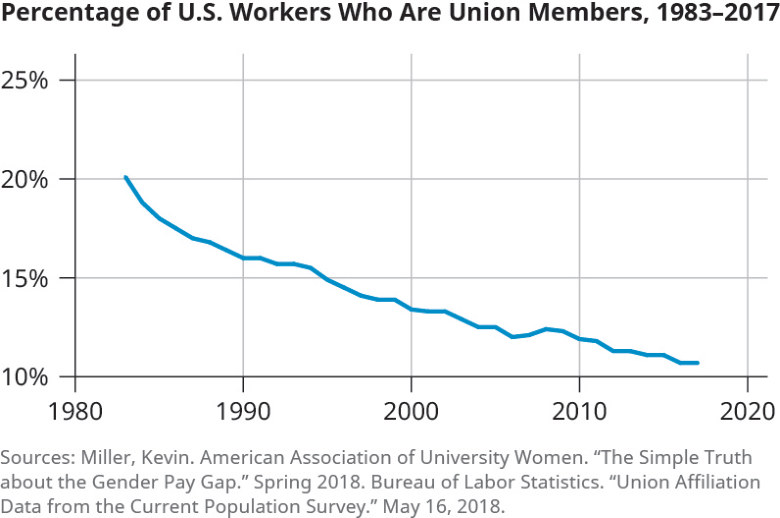 Percentage of U.S. Workers Who Are Union Members, 1983–2017
25%
20%
15%
10%
1980 1990 2000 2010 2020
Sources: Miller, Kevin. American Association of University Women. “The Simple Truth
about the Gender Pay Gap.” Spring 2018. Bureau of Labor Statistics. “Union Affiliation
Data from the Current Population Survey.” May 16, 2018.